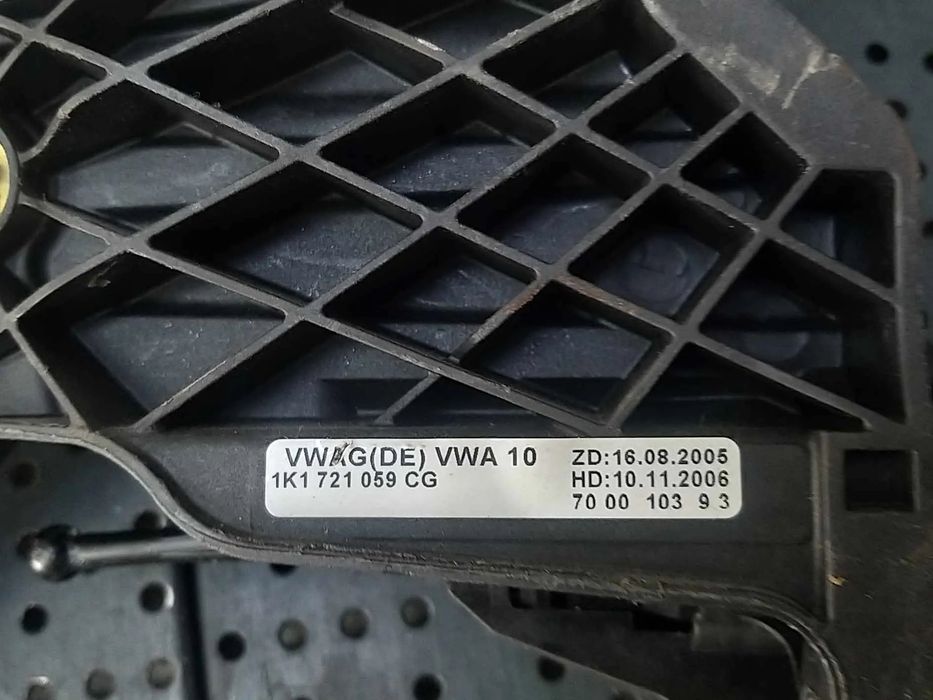 VWAG(DE) VWA 10
1K1 721 059 CG
ZD:16.08.2005
HD:10.11.2006
70 00 103 9 3